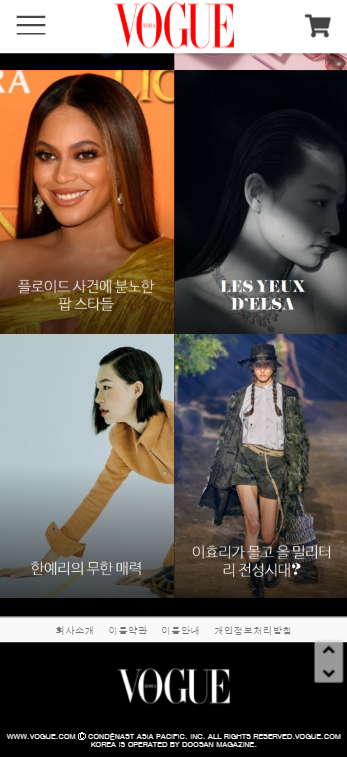 VOGUE
KOREA
RA
플로이드 사건에 분노한
팝 스타들
LES YEUX
D'ELSA
한예리의 무한 매력
이효리가 몰고 올 밀리터
리 전성시대?
회사소개 이용약관 이용안내 개인정보처리방침
VOGUE
WWW.VOGUE.COM ⓒ CONDÉNAST ASIA PACIFIC. INC. ALL RIGHTS RESERVED.VOGUE.COM
KOREA IS OPERATED BY DOOSAN MAGAZINE.